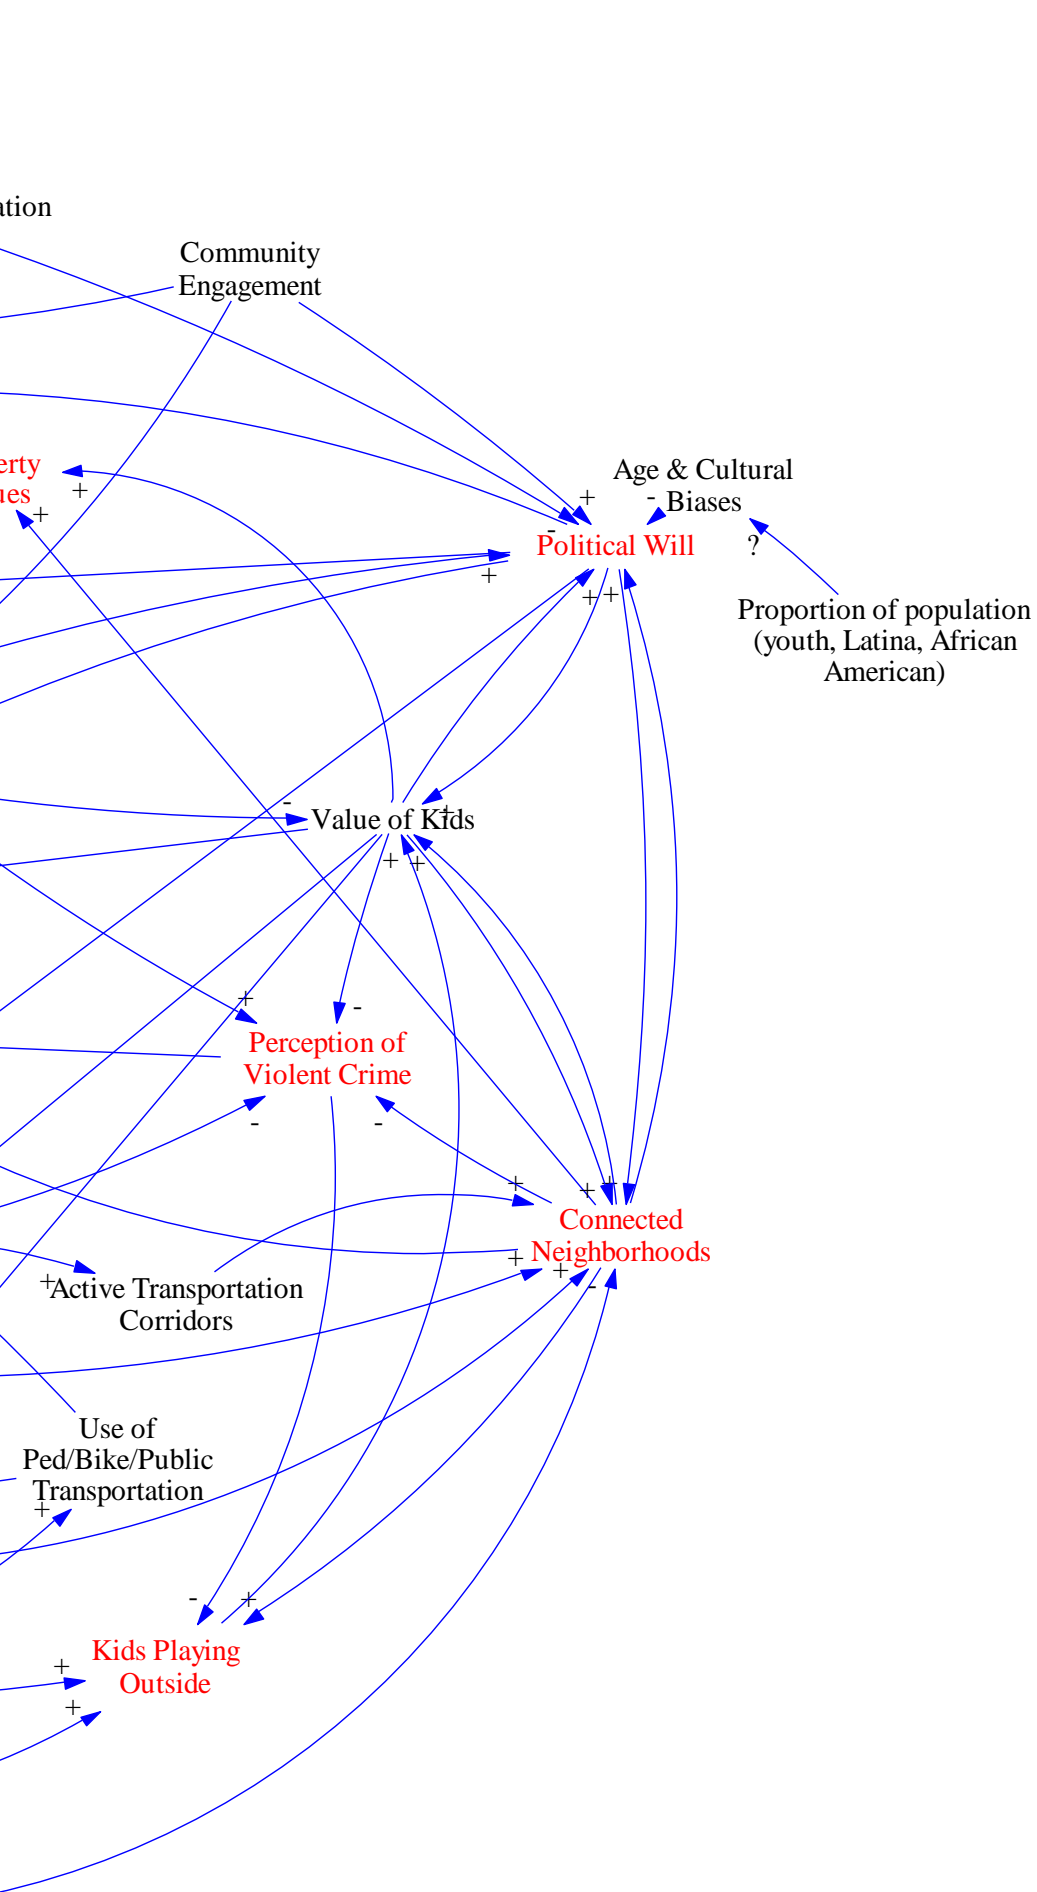 ation
Community
Engagement
erty
ues
+
+
Age & Cultural
Biases
+
-
-
Political Will
?
+
+
+
Proportion of population
(youth, Latina, African
American)
-
+
Value of Kids
+
+
+
-
Perception of
Violent Crime
-
-
+
+
+
Connected
Neighborhoods
+
+
-
+
Active Transportation
Corridors
Use of
Ped/Bike/Public
Transportation
+
-
+
Kids Playing
Outside
+
+